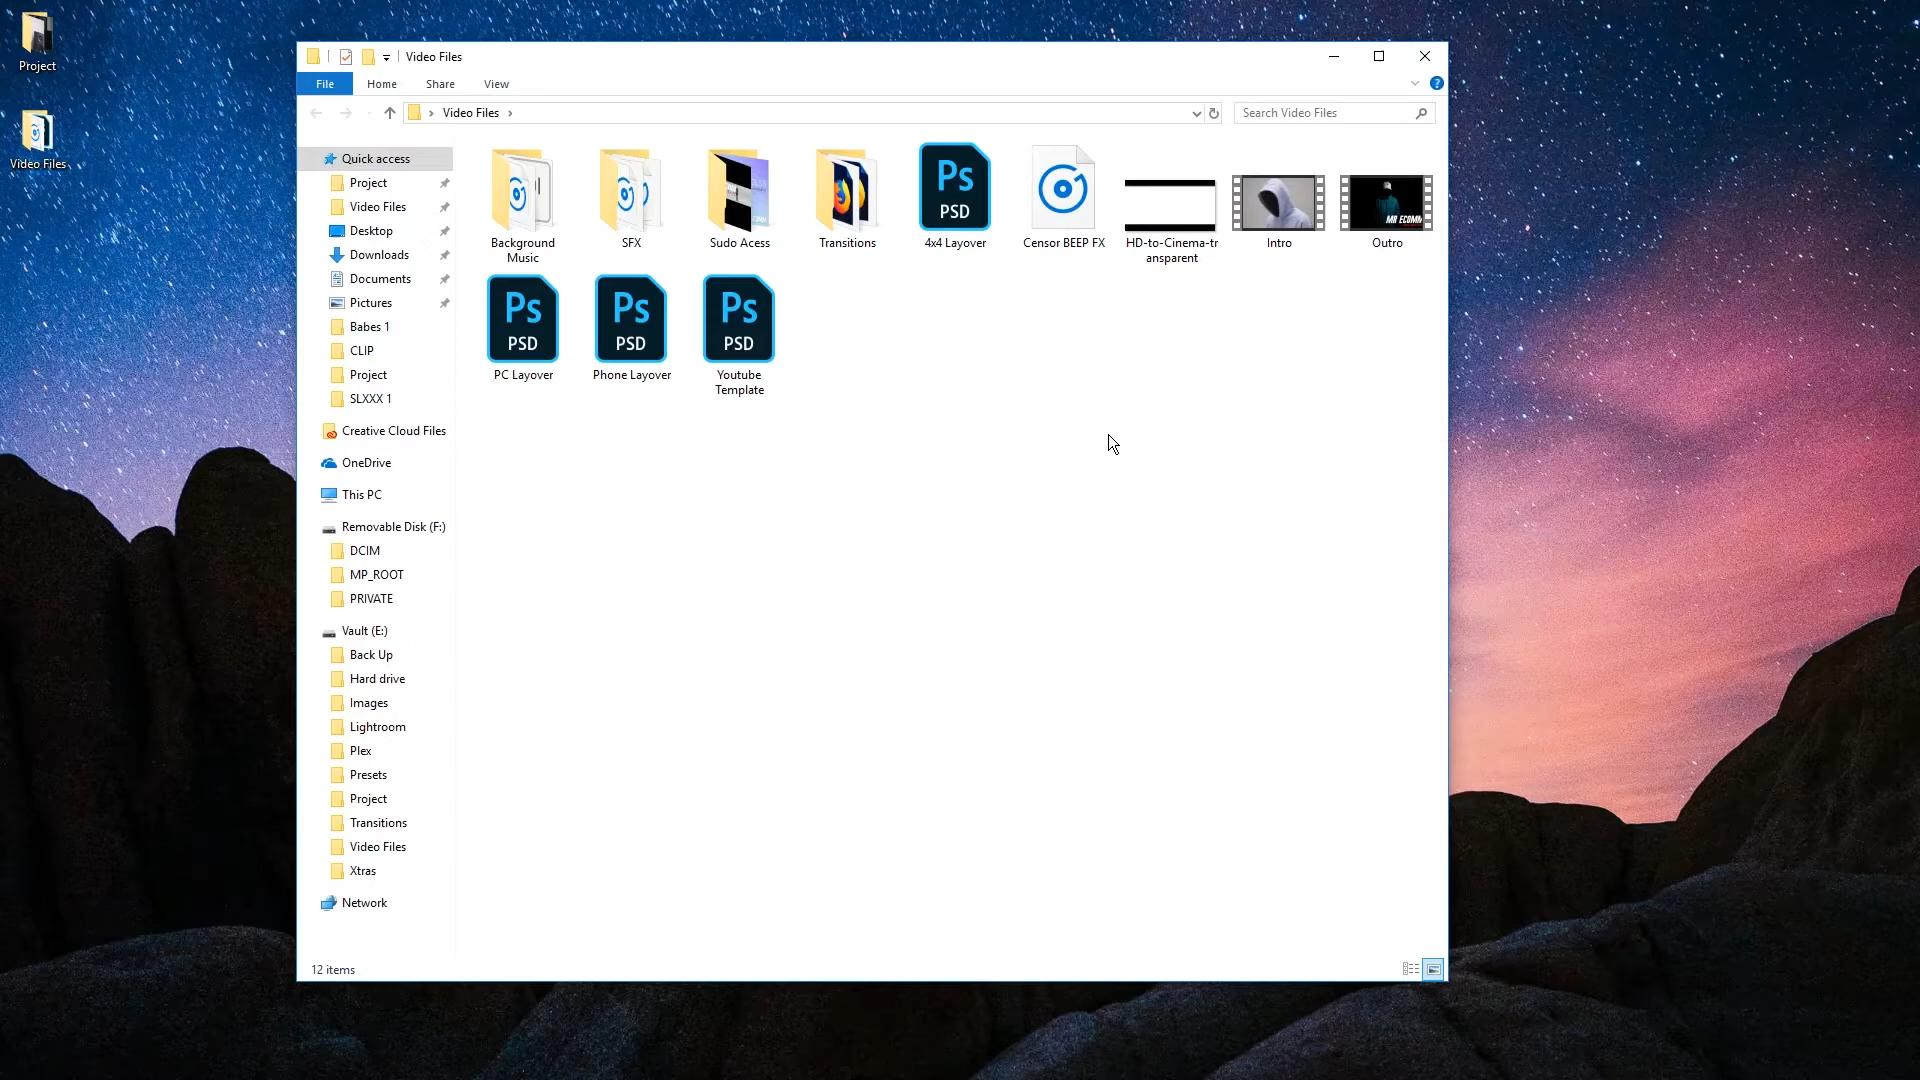 Project
Video Files
Video Files
File
Home
Share
View
Video Files
Search Video Files
Quick access
Project
Video Files
Desktop
Downloads
Documents
Pictures
Babes 1
CLIP
Project
SLXXX 1
Creative Cloud Files
OneDrive
This PC
Removable Disk (F:)
DCIM
MP_ROOT
PRIVATE
Vault (E:)
Back Up
Hard drive
Images
Lightroom
Plex
Presets
Project
Transitions
Video Files
Xtras
Network
Background
Music
SFX
Sudo Acess
Transitions
Ps
PSD
4x4 Layover
Censor BEEP FX
HD-to-Cinema-tr
ansparent
Intro
MR ECOMM
Outro
Ps
PSD
PC Layover
Ps
PSD
Phone Layover
Ps
PSD
Youtube
Template
12 items